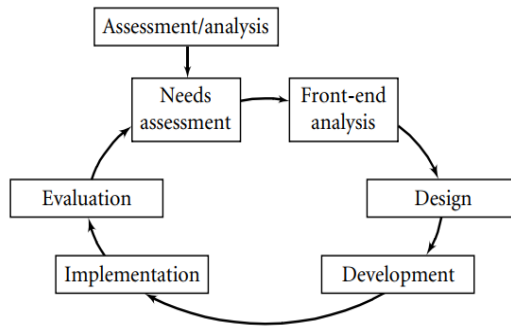 Assessment/analysis
Needs
assessment
Front-end
analysis
Evaluation
Design
Implementation
Development